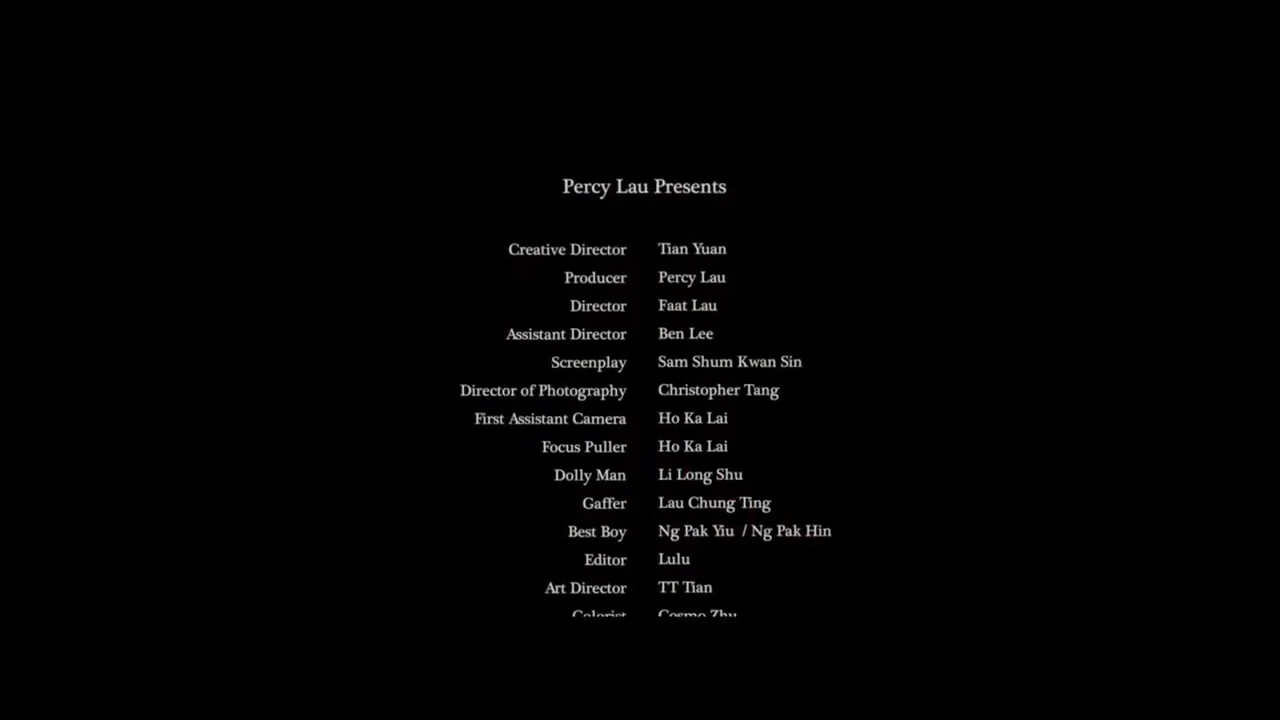 Percy Lau Presents
Creative Director Tian Yuan
Producer Percy Lau
Director Faat Lau
Assistant Director Ben Lee
Screenplay Sam Shum Kwan Sin
Director of Photography Christopher Tang
First Assistant Camera Ho Ka Lai
Focus Puller Ho Ka Lai
Dolly Man Li Long Shu
Gaffer Lau Chung Ting
Best Boy Ng Pak Yiu / Ng Pak Hin
Editor Lulu
Art Director TT Tian
Colorist Cosmo Zhu